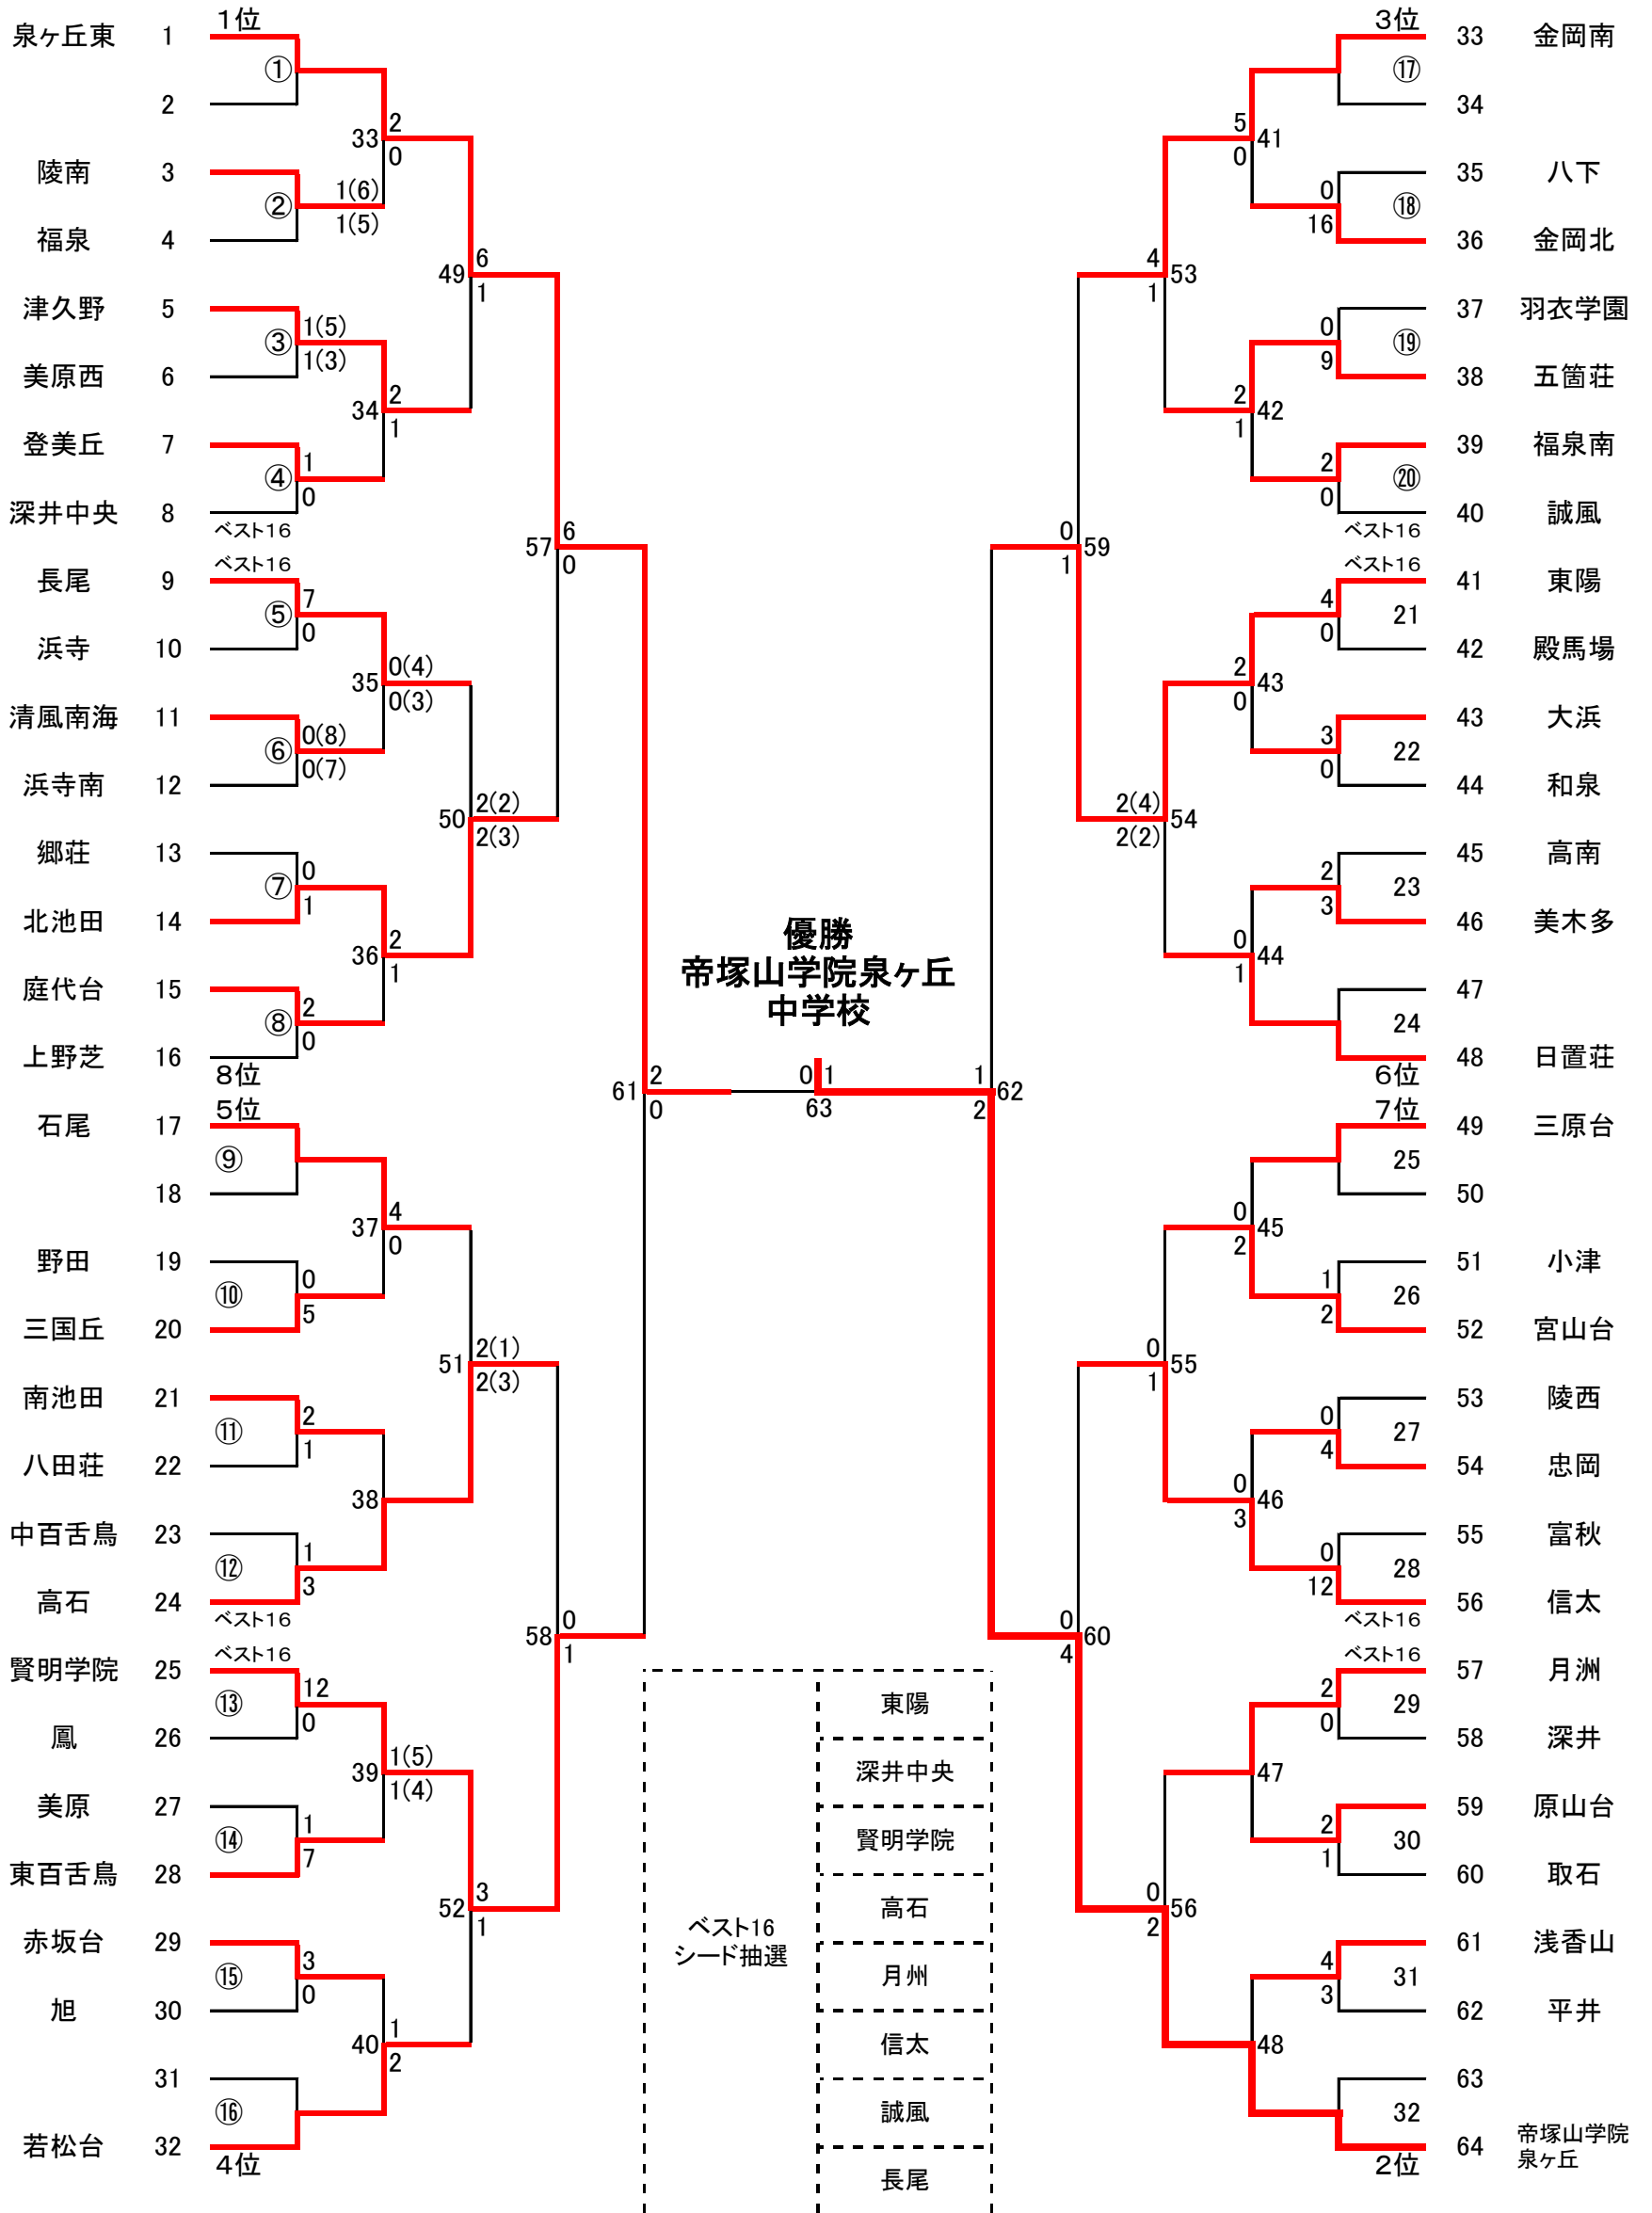 1位
泉ヶ丘東 1
①
2
2
33
0
陵南 3
1(6)
②
1(5)
福泉 4
6
49
1
津久野 5
1(5)
③
1(3)
美原西 6
2
34
1
登美丘 7
1
④
0
深井中央 8
ベスト16
6
57
0
ベスト16
長尾 9
7
⑤
0
浜寺 10
0(4)
35
0(3)
清風南海 11
0(8)
⑥
0(7)
浜寺南 12
2(2)
50
2(3)
郷荘 13
0
⑦
1
北池田 14
2
36
1
庭代台 15
2
⑧
0
上野芝 16
8位
2
61
0
5位
石尾 17
⑨
18
4
37
0
野田 19
0
⑩
5
三国丘 20
2(1)
51
2(3)
南池田 21
2
⑪
1
八田荘 22
38
中百舌鳥 23
1
⑫
3
高石 24
ベスト16
0
58
1
ベスト16
賢明学院 25
12
⑬
0
鳳 26
1(5)
39
1(4)
美原 27
1
⑭
7
東百舌鳥 28
3
52
1
赤坂台 29
3
⑮
0
旭 30
1
40
2
31
⑯
若松台 32
4位
優勝
帝塚山学院泉ヶ丘
中学校
0 1
63
ベスト16
シード抽選
東陽
深井中央
賢明学院
高石
月州
信太
誠風
長尾
3位
33 金岡南
⑰
34
5
41
0
35 八下
0
⑱
16
36 金岡北
4
53
1
37 羽衣学園
0
⑲
9
38 五箇荘
2
42
1
39 福泉南
2
⑳
0
40 誠風
ベスト16
0
59
1
ベスト16
41 東陽
4
21
0
42 殿馬場
2
43
0
43 大浜
3
22
0
44 和泉
2(4)
54
2(2)
45 高南
2
23
3
46 美木多
0
44
1
47
24
48 日置荘
6位
1
62
2
7位
49 三原台
25
50
0
45
2
51 小津
1
26
2
52 宮山台
0
55
1
53 陵西
0
27
4
54 忠岡
0
46
3
55 富秋
0
28
12
56 信太
ベスト16
0
60
4
ベスト16
57 月洲
2
29
0
58 深井
47
59 原山台
2
30
1
60 取石
0
56
2
61 浅香山
4
31
3
62 平井
48
63
32
64 帝塚山学院
泉ヶ丘
2位